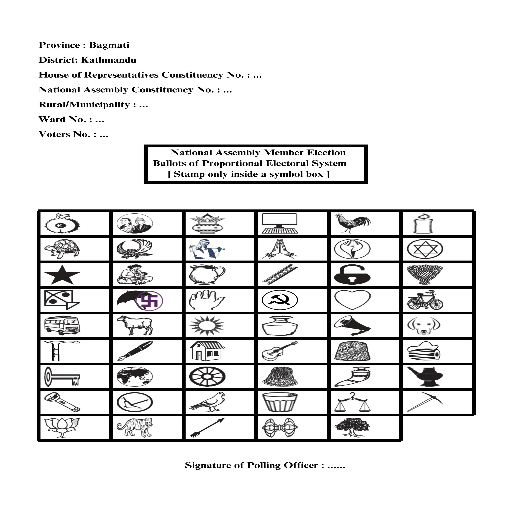 Province : Bagmati
District: Kathmandu
House of Representatives Constituency No. : ...
National Assembly Constituency No. : ...
Rural/Municipality : ...
Ward No. : ...
Voters No. : ...
National Assembly Member Election
Ballots of Proportional Electoral System
[ Stamp only inside a symbol box ]
Signature of Polling Officer : ......